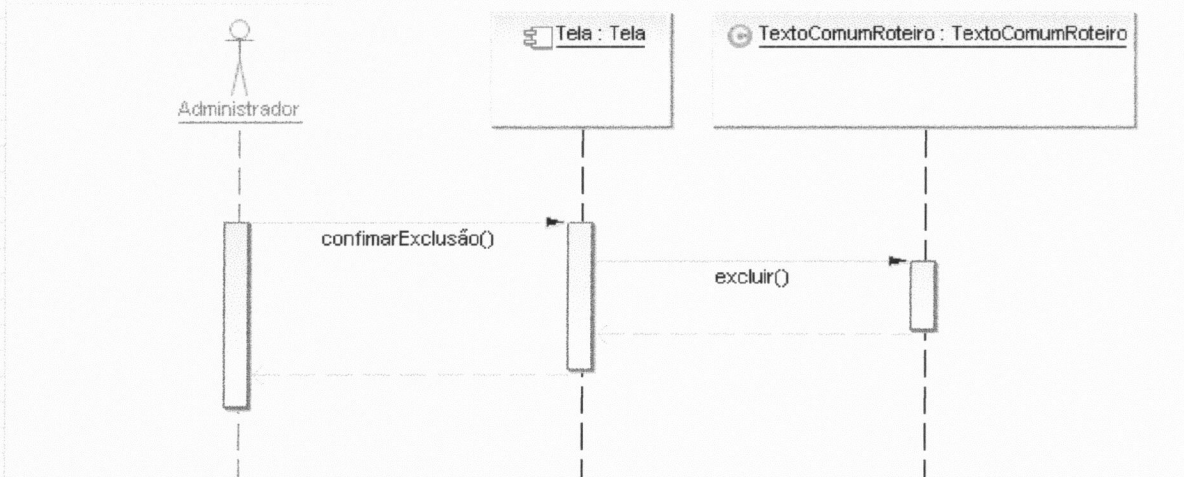 Administrador
Tela : Tela
TextoComumRoteiro : TextoComumRoteiro
confimarExclusão()
excluir()